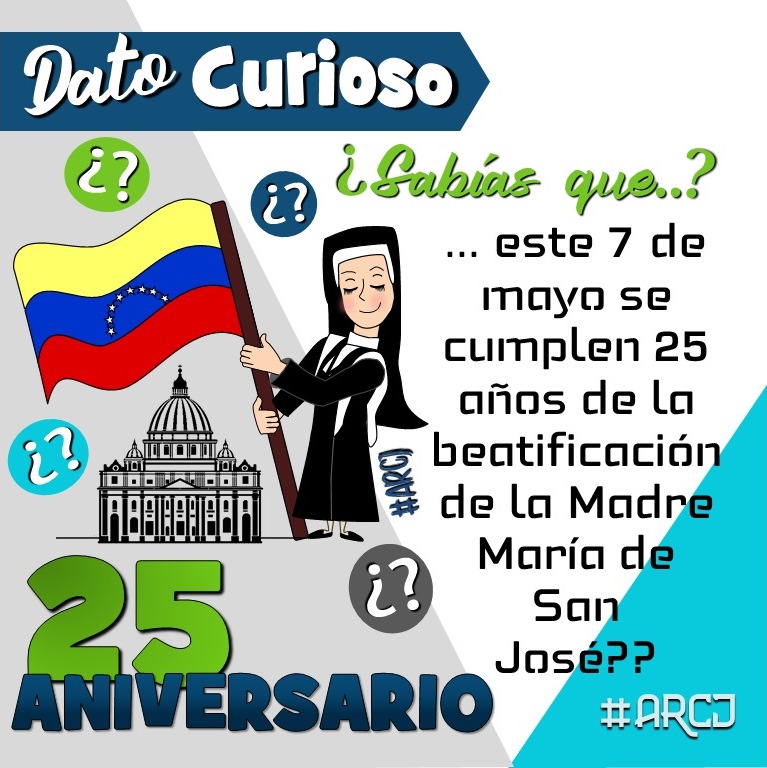 Dato Curioso
¿?
¿?
¿Sabías que..?
... este 7 de
mayo se
cumplen 25
años de la
beatificación
de la Madre
María de
San
José??
¿?
#ARCJ
¿?
25
ANIVERSARIO
#ARCJ